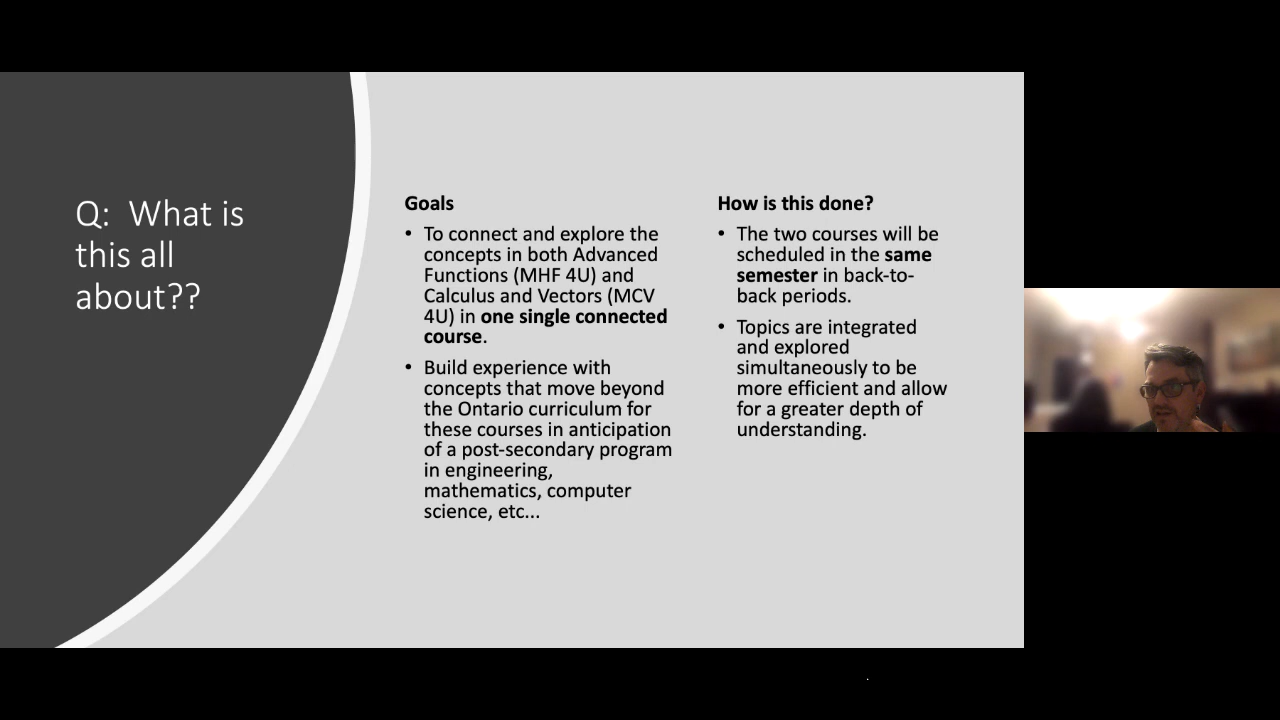 Q:  What is
this all
about??
Goals
• To connect and explore the
concepts in both Advanced
Functions (MHF 4U) and
Calculus and Vectors (MCV
4U) in one single connected
course.
• Build experience with
concepts that move beyond
the Ontario curriculum for
these courses in anticipation
of a post-secondary program
in engineering,
mathematics, computer
science, etc...
How is this done?
• The two courses will be
scheduled in the same
semester in back-to-
back periods.
• Topics are integrated
and explored
simultaneously to be
more efficient and allow
for a greater depth of
understanding.